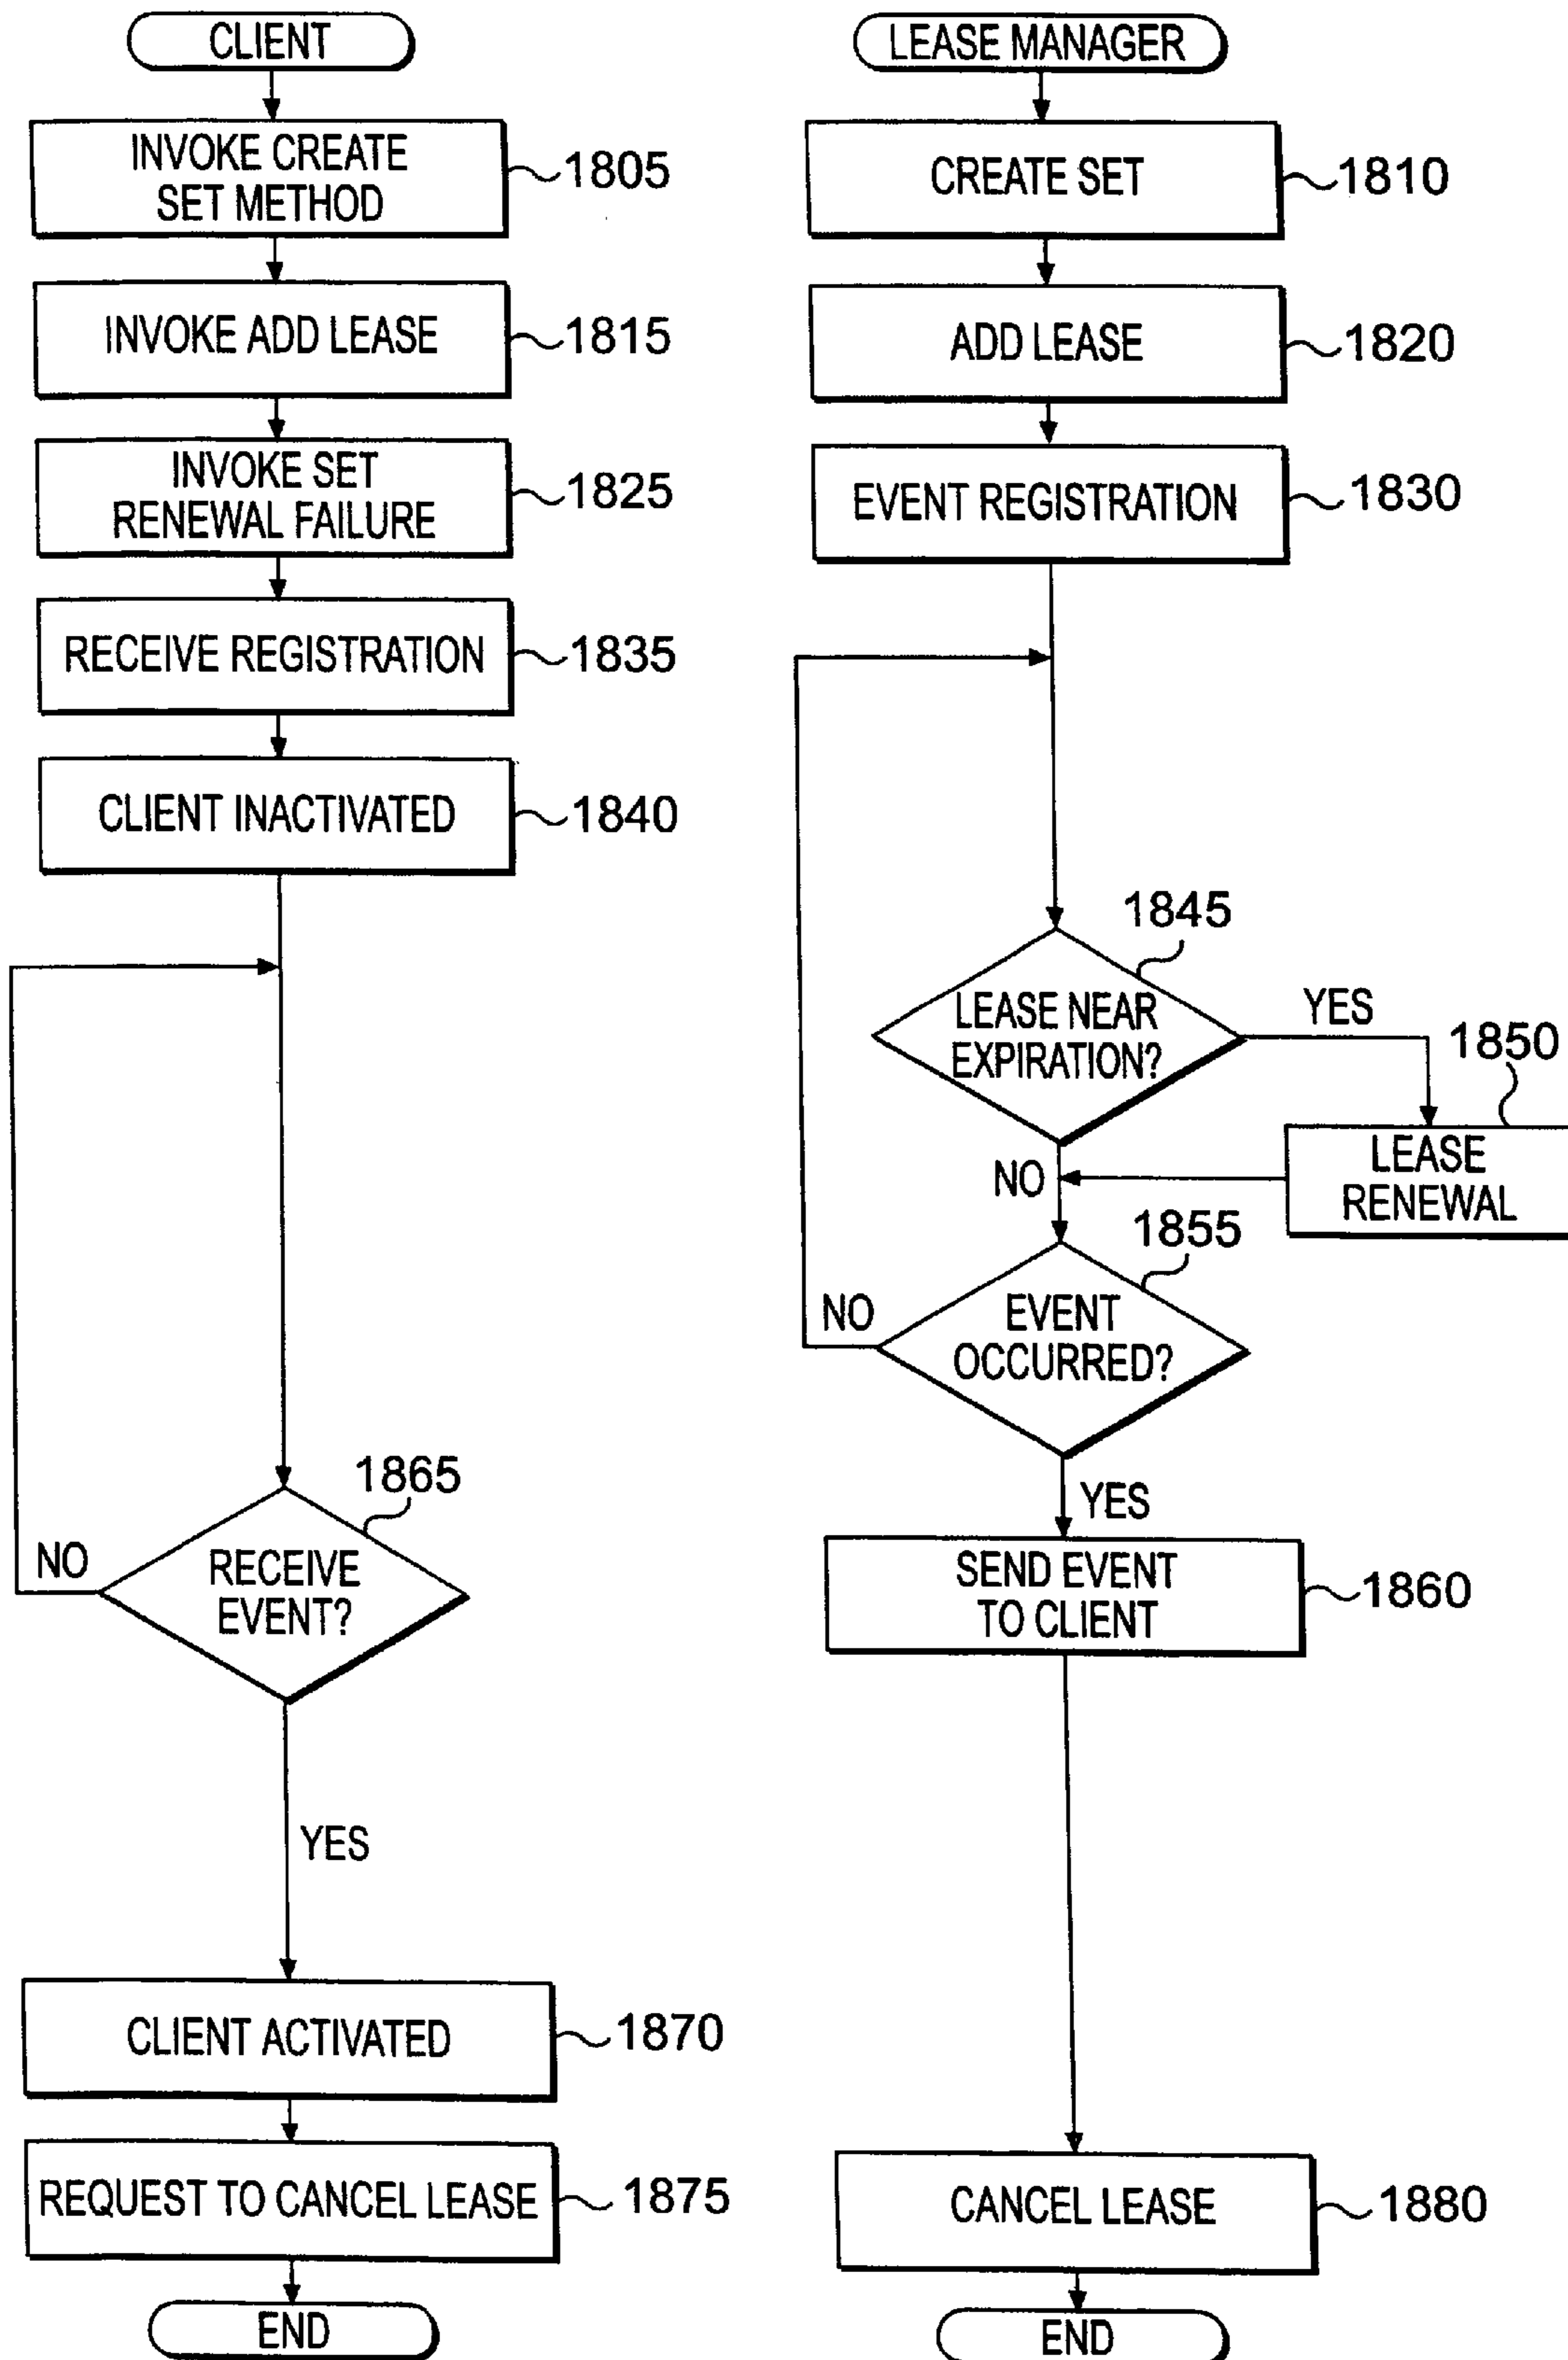 CLIENT
INVOKE CREATE
SET METHOD
1805
INVOKE ADD LEASE
1815
INVOKE SET
RENEWAL FAILURE
1825
RECEIVE REGISTRATION
1835
CLIENT INACTIVATED
1840
1865
NO
RECEIVE
EVENT?
YES
CLIENT ACTIVATED
1870
REQUEST TO CANCEL LEASE
1875
END
LEASE MANAGER
CREATE SET
1810
ADD LEASE
1820
EVENT REGISTRATION
1830
1845
LEASE NEAR
EXPIRATION?
YES
1850
LEASE
RENEWAL
NO
1855
NO
EVENT
OCCURRED?
YES
SEND EVENT
TO CLIENT
1860
CANCEL LEASE
1880
END